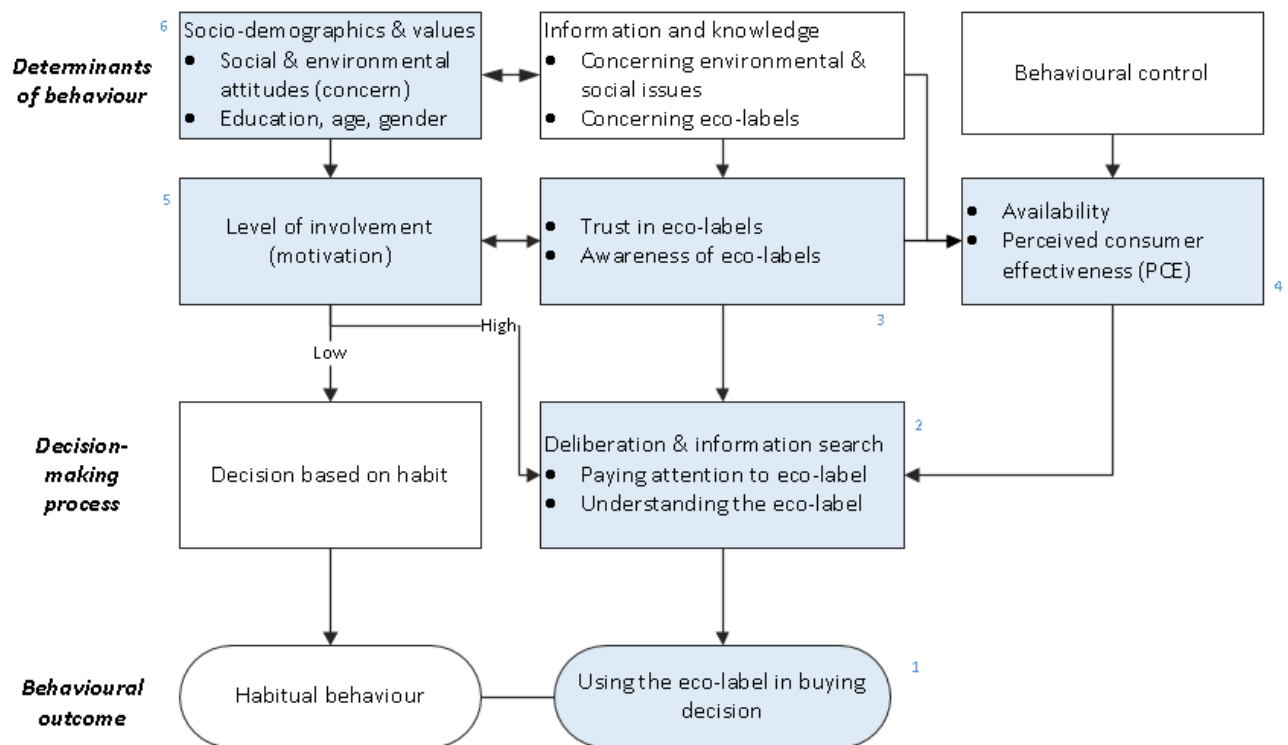 6
Socio-demographics & values
● Social & environmental
attitudes (concern)
● Education, age, gender
Information and knowledge
● Concerning environmental &
social issues
● Concerning eco-labels
Behavioural control
Determinants
of behaviour
5
Level of involvement
(motivation)
● Trust in eco-labels
● Awareness of eco-labels
3
● Availability
● Perceived consumer
effectiveness (PCE)
4
High
Low
Decision-
making
process
Decision based on habit
2
Deliberation & information search
● Paying attention to eco-label
● Understanding the eco-label
Behavioural
outcome
Habitual behaviour
Using the eco-label in buying
decision
1